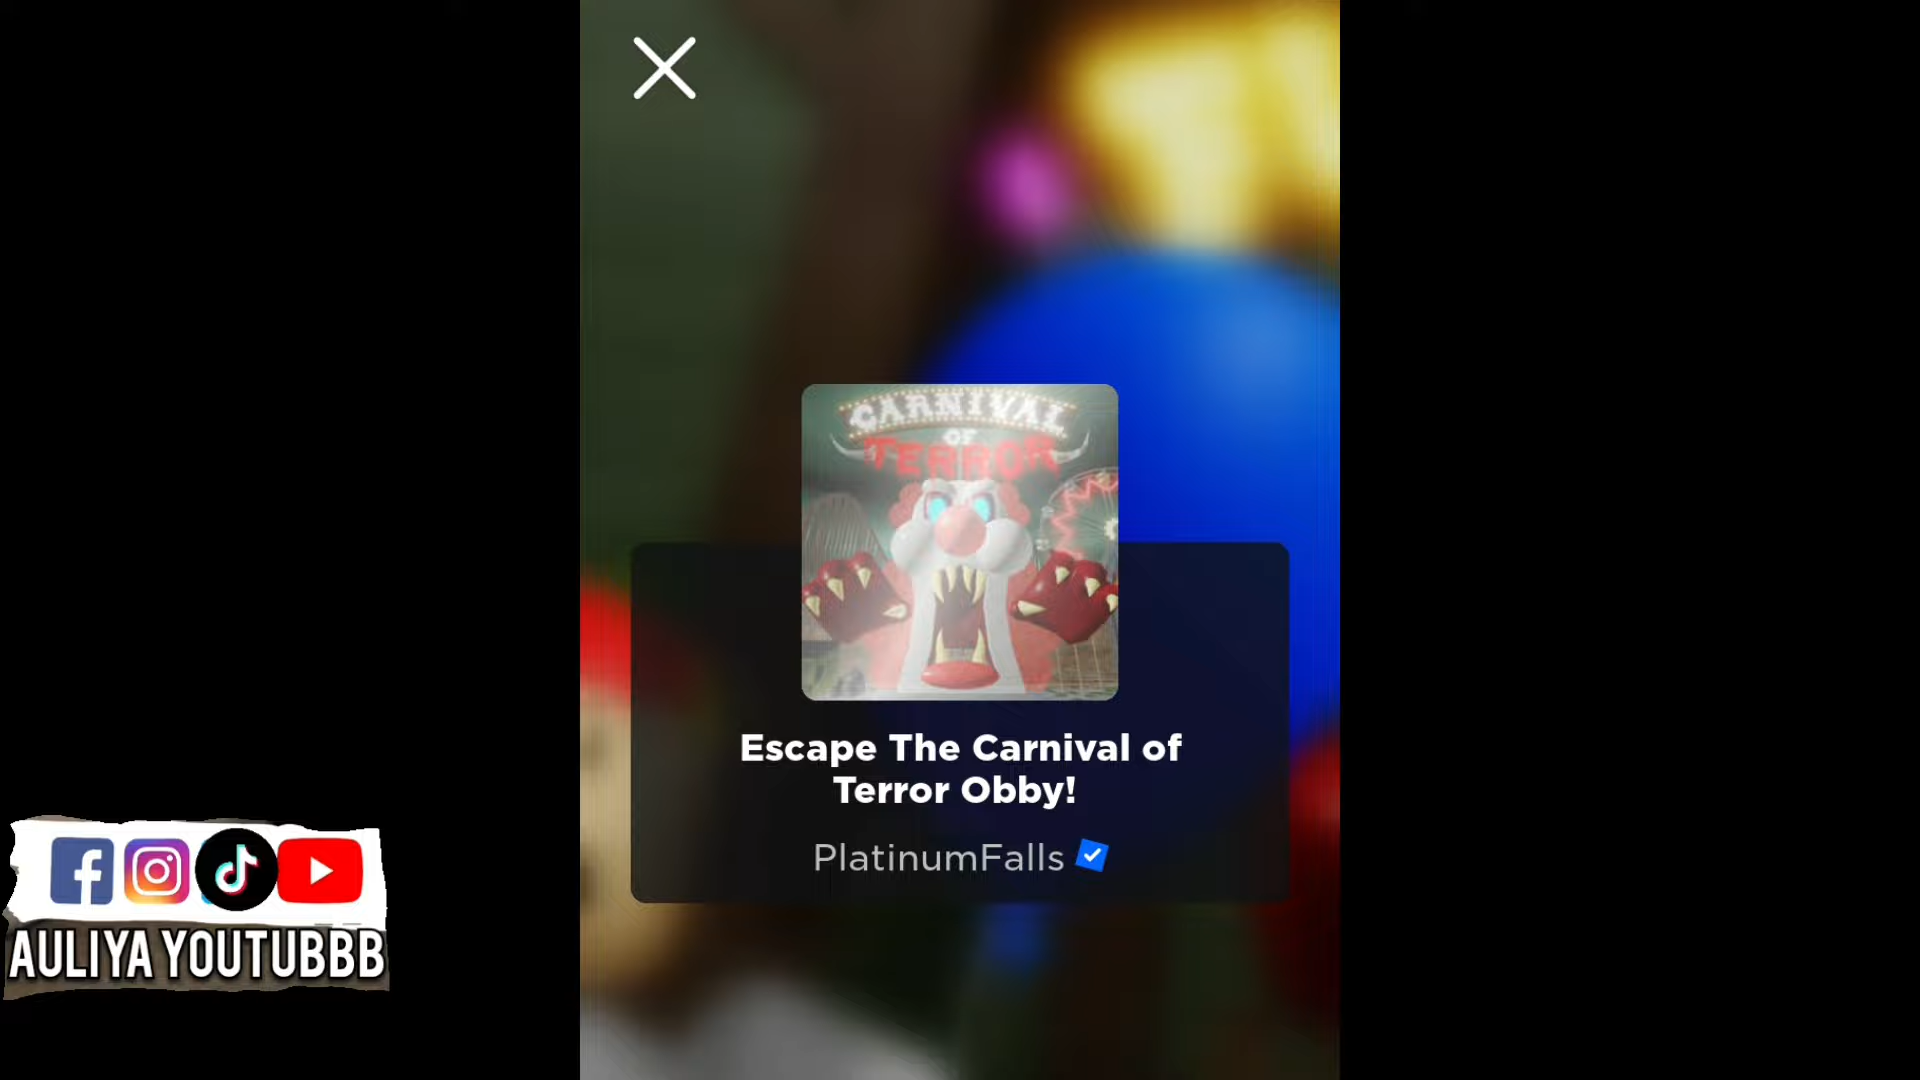 CARNIVAL
OF
TERROR
Escape The Carnival of
Terror Obby!
PlatinumFalls
AULIYA YOUTUBBB